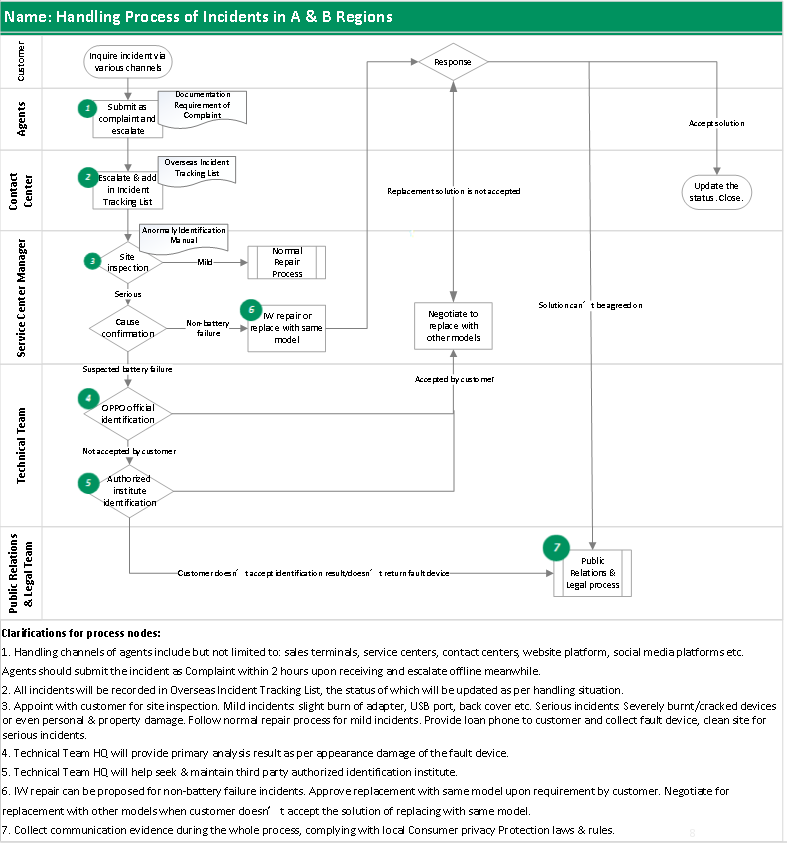 Name: Handling Process of Incidents in A & B Regions
Customer
Inquire incident via
various channels
Response
Agents
1
Submit as
complaint and
escalate
Documentation
Requirement of
Complaint
Accept solution
Contact
Center
2
Escalate & add
in Incident
Tracking List
Overseas Incident
Tracking List
Replacement solution is not accepted
Update the
status. Close.
Service Center Manager
Anormaly Identification
Manual
3
Site
inspection
Mild
Normal
Repair
Process
Serious
Cause
confirmation
Non-battery
failure
6
IW repair or
replace with same
model
Negotiate to
replace with
other models
Solution can’t be agreed on
Suspected battery failure
Accepted by customer
Technical Team
4
OPPO official
identification
Not accepted by customer
5
Authorized
institute
identification
Public Relations
& Legal Team
Customer doesn’t accept identification result/doesn’t return fault device
7
Public
Relations &
Legal process
Clarifications for process nodes:
1. Handling channels of agents include but not limited to: sales terminals, service centers, contact centers, website platform, social media platforms etc.
Agents should submit the incident as Complaint within 2 hours upon receiving and escalate offline meanwhile.
2. All incidents will be recorded in Overseas Incident Tracking List, the status of which will be updated as per handling situation.
3. Appoint with customer for site inspection. Mild incidents: slight burn of adapter, USB port, back cover etc. Serious incidents: Severely burnt/cracked devices
or even personal & property damage. Follow normal repair process for mild incidents. Provide loan phone to customer and collect fault device, clean site for
serious incidents.
4. Technical Team HQ will provide primary analysis result as per appearance damage of the fault device.
5. Technical Team HQ will help seek & maintain third party authorized identification institute.
6. IW repair can be proposed for non-battery failure incidents. Approve replacement with same model upon requirement by customer. Negotiate for
replacement with other models when customer doesn’t accept the solution of replacing with same model.
7. Collect communication evidence during the whole process, complying with local Consumer privacy Protection laws & rules.
8